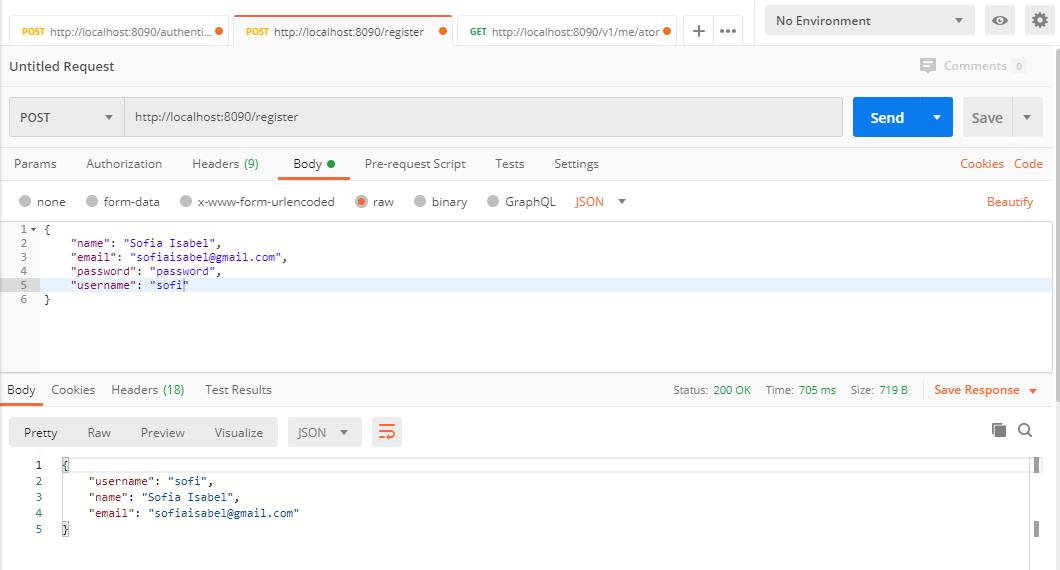 POST http://localhost:8090/authenti... POST http://localhost:8090/register GET http://localhost:8090/v1/me/ator No Environment
Untitled Request Comments 0
POST http://localhost:8090/register Send Save
Params Authorization Headers (9) Body Pre-request Script Tests Settings Cookies Code
none form-data x-www-form-urlencoded raw binary GraphQL JSON Beautify
1 {
2 "name": "Sofia Isabel",
3 "email": "sofiaisabel@gmail.com",
4 "password": "password",
5 "username": "sofi"
6 }
Body Cookies Headers (18) Test Results Status: 200 OK Time: 705 ms Size: 719 B Save Response
Pretty Raw Preview Visualize JSON
1 {
2 "username": "sofi",
3 "name": "Sofia Isabel",
4 "email": "sofiaisabel@gmail.com"
5 }